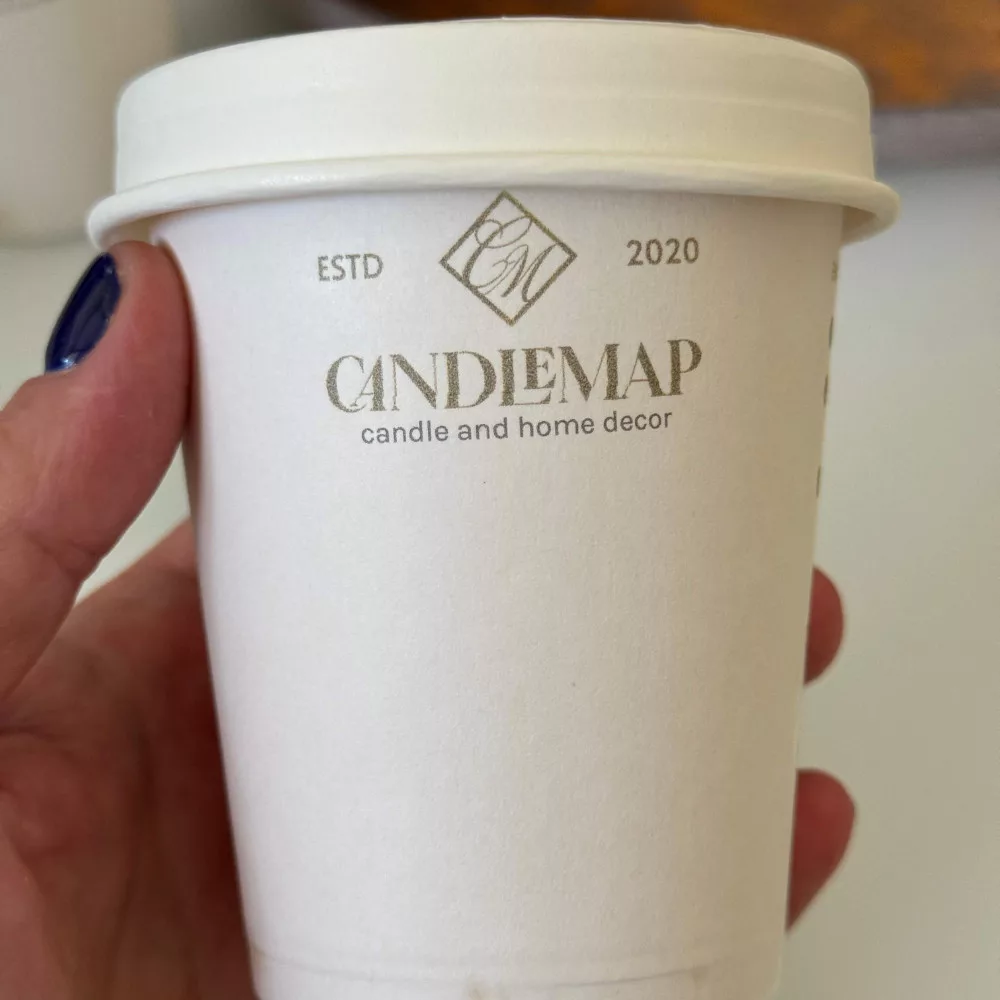 ESTD CM 2020
CANDLEMAP
candle and home decor